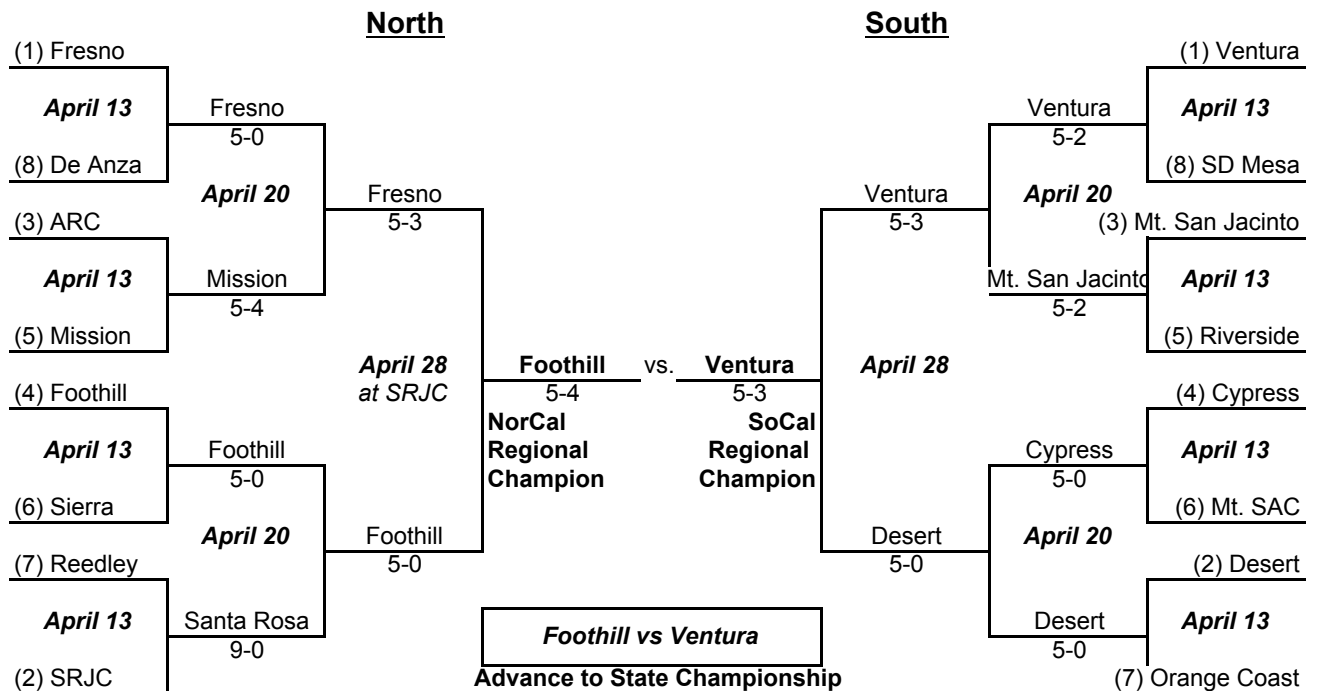 North South
(1) Fresno (1) Ventura
April 13 Fresno Ventura April 13
5-0 5-2
(8) De Anza (8) SD Mesa
April 20 Fresno Ventura April 20
(3) ARC 5-3 5-3 (3) Mt. San Jacinto
April 13 Mission Mt. San Jacinto April 13
5-4 5-2
(5) Mission (5) Riverside
April 28 Foothill vs. Ventura April 28
at SRJC 5-4 5-3
(4) Foothill NorCal SoCal (4) Cypress
April 13 Foothill Regional Regional Cypress April 13
5-0 Champion Champion 5-0
(6) Sierra (6) Mt. SAC
April 20 Foothill Desert April 20
(7) Reedley 5-0 5-0 (2) Desert
April 13 Santa Rosa Foothill vs Ventura Desert April 13
9-0 5-0
(2) SRJC Advance to State Championship (7) Orange Coast